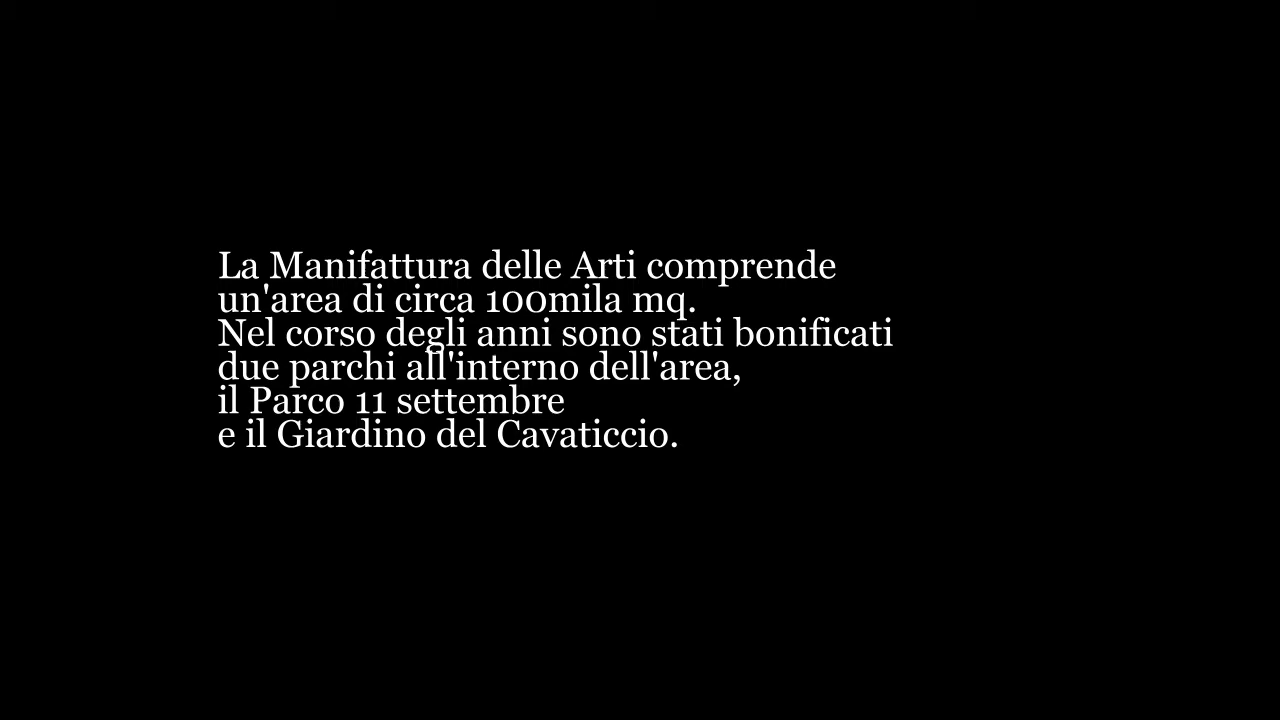 La Manifattura delle Arti comprende
un'area di circa 100mila mq.
Nel corso degli anni sono stati bonificati
due parchi all'interno dell'area,
il Parco 11 settembre
e il Giardino del Cavaticcio.